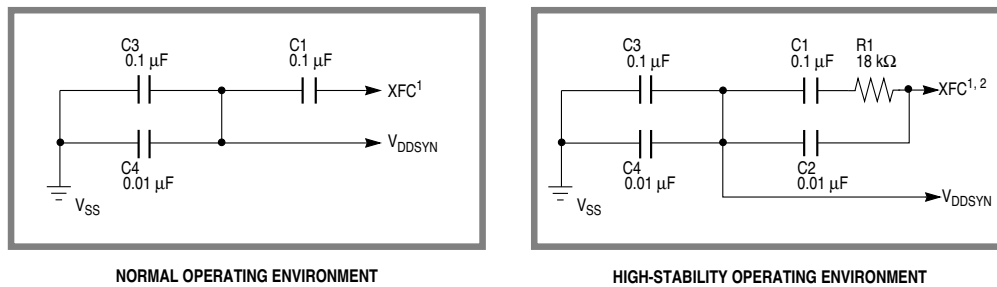 C3
0.1 µF
C1
0.1 µF
XFC1
C4
0.01 µF
VDDSYN
VSS
NORMAL OPERATING ENVIRONMENT
C3
0.1 µF
C1
0.1 µF
R1
18 kΩ
XFC1, 2
C4
0.01 µF
C2
0.01 µF
VDDSYN
VSS
HIGH-STABILITY OPERATING ENVIRONMENT